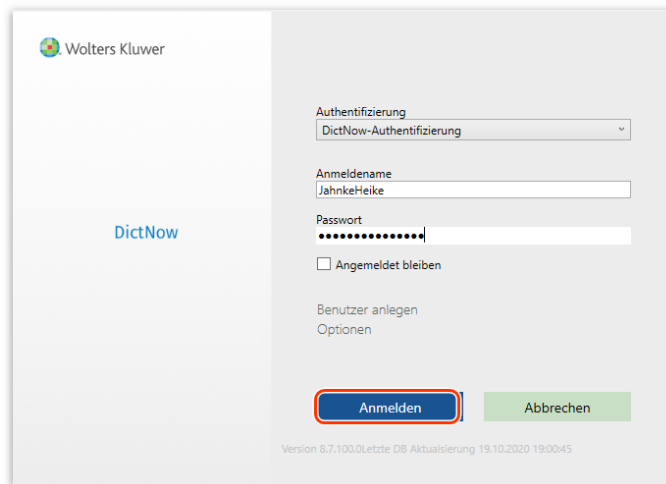 Wolters Kluwer
Authentifizierung
DictNow-Authentifizierung
Anmeldename
JahnkeHeike
DictNow
Passwort
•••••••••••••••
Angemeldet bleiben
Benutzer anlegen
Optionen
Anmelden
Abbrechen
Version 8.7.100.0Letzte DB Aktualsierung 19.10.2020 19:00:45